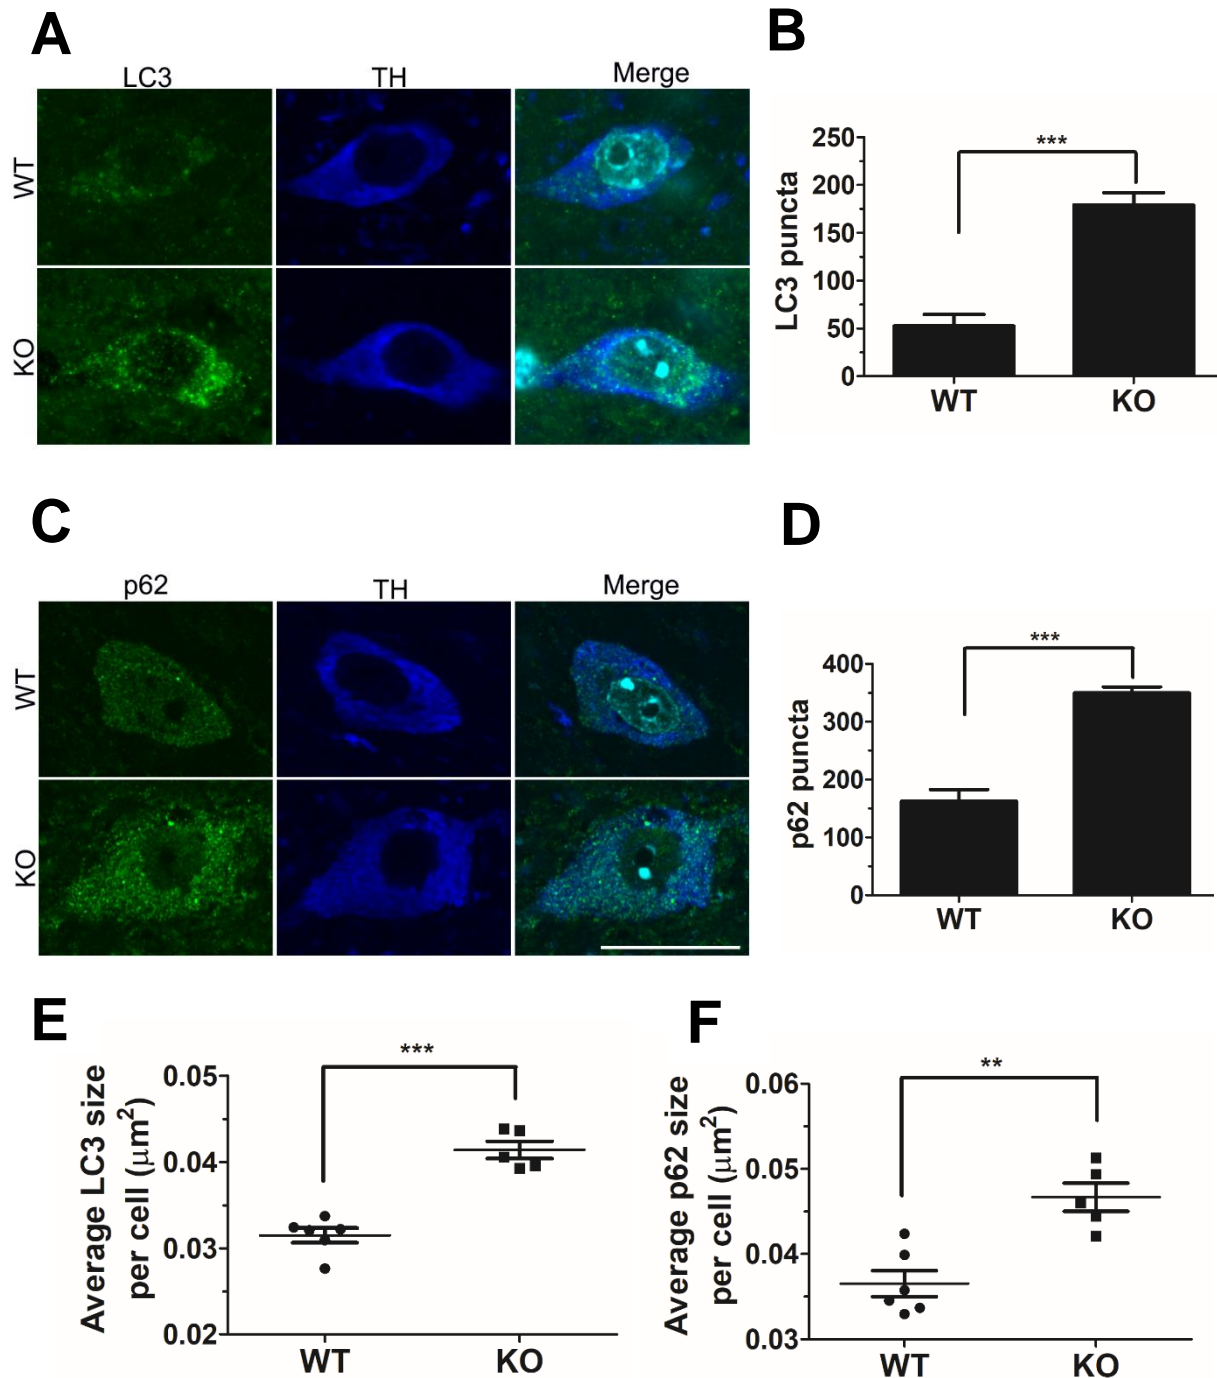 A
LC3
TH
Merge
WT
KO
B
250
200
150
100
50
0
LC3 puncta
***
WT
KO
C
p62
TH
Merge
WT
KO
D
400
300
200
100
0
p62 puncta
***
WT
KO
E
0.05
0.04
0.03
0.02
Average LC3 size
per cell (μm²)
***
WT
KO
F
0.06
0.05
0.04
0.03
Average p62 size
per cell (μm²)
**
WT
KO